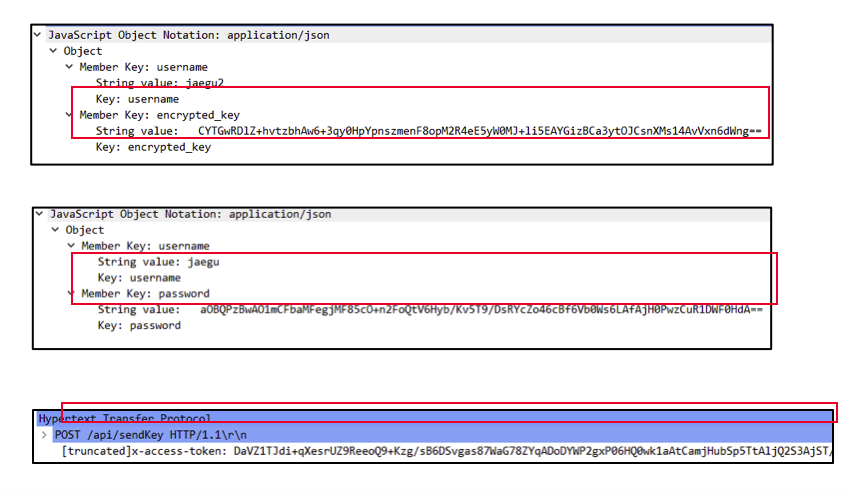 JavaScript Object Notation: application/json
Object
Member Key: username
String value: jaegu2
Key: username
Member Key: encrypted_key
String value: CYTGwRDlZ+hvtzbhAw6+3qy0HpYpnszmenF8opM2R4eE5yW0MJ+li5EAYGizBCa3ytOJCsnXMs14AvVxn6dWng==
Key: encrypted_key
JavaScript Object Notation: application/json
Object
Member Key: username
String value: jaegu
Key: username
Member Key: password
String value: aOBQPzBwAO1mCFbaMFegjMF85cO+n2FoQtV6Hyb/Kv5T9/DsRYcZo46cBf6Vb0Ws6LAfAjH0PwzCuR1DWF0HdA==
Key: password
Hypertext Transfer Protocol
POST /api/sendKey HTTP/1.1\r\n
[truncated]x-access-token: DaVZ1TJdi+qXesrUZ9ReeoQ9+Kzg/sB6DSvgas87WaG78ZYqADoDYWP2gxP06HQ0wk1aAtCamjHubSp5TtAljQ2S3AjST/